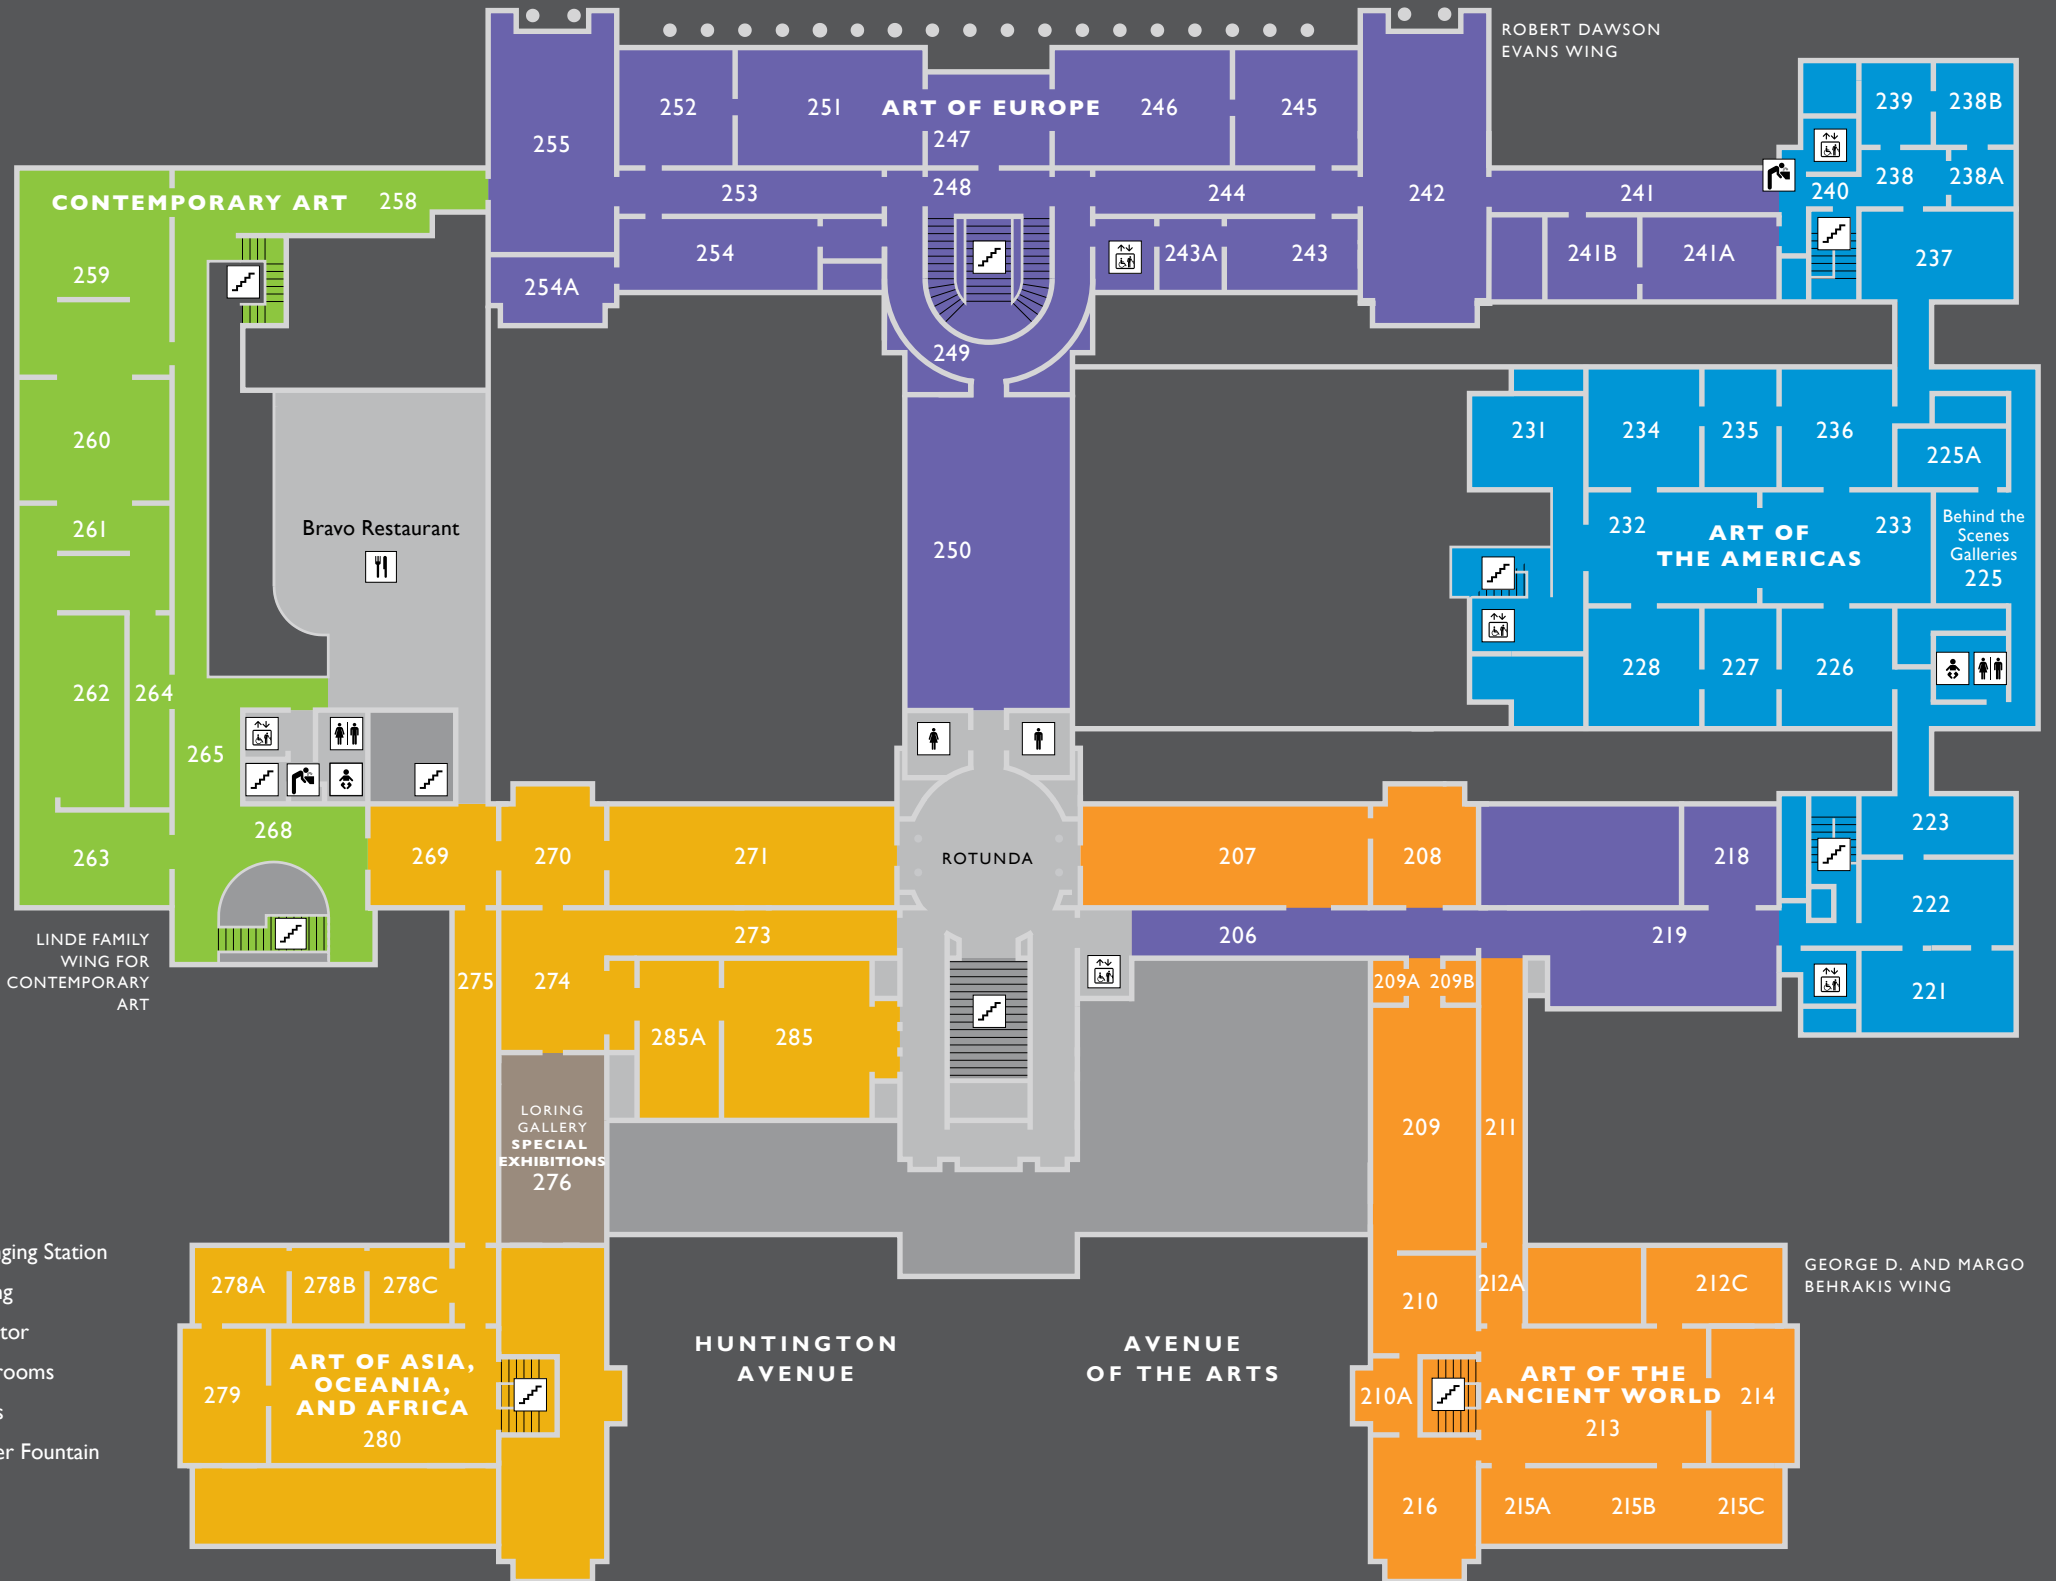 ROBERT DAWSON
EVANS WING
252
251
ART OF EUROPE
246
245
239
238B
255
247
253
248
244
242
241
240
238
238A
CONTEMPORARY ART
258
254
243A
243
241B
241A
237
259
254A
249
231
234
235
236
225A
260
261
Bravo Restaurant
250
232
ART OF
THE AMERICAS
233
Behind the
Scenes
Galleries
225
262
264
228
227
226
265
268
263
269
270
271
ROTUNDA
207
208
218
223
222
LINDE FAMILY
WING FOR
CONTEMPORARY
ART
273
206
219
275
274
209A
209B
221
285A
285
LORING
GALLERY
SPECIAL
EXHIBITIONS
276
209
211
ging Station
g
tor
rooms
s
er Fountain
278A
278B
278C
212A
212C
210
GEORGE D. AND MARGO
BEHRAKIS WING
HUNTINGTON
AVENUE
AVENUE
OF THE ARTS
ART OF ASIA,
OCEANIA,
AND AFRICA
280
279
210A
ART OF THE
ANCIENT WORLD
213
214
216
215A
215B
215C